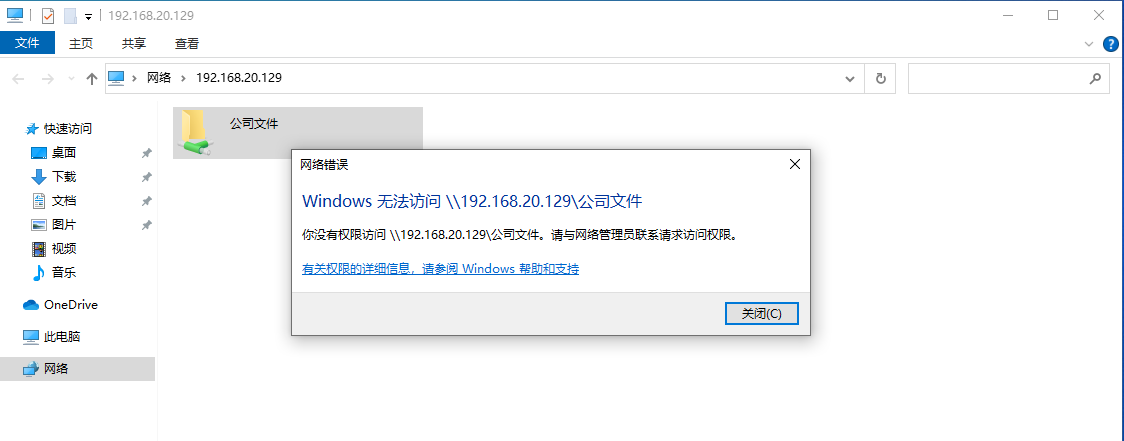 192.168.20.129
文件 主页 共享 查看
网络 192.168.20.129
快速访问
桌面
下载
文档
图片
视频
音乐
OneDrive
此电脑
网络
公司文件
网络错误
Windows 无法访问 \\192.168.20.129\公司文件
你没有权限访问 \\192.168.20.129\公司文件。请与网络管理员联系请求访问权限。
有关权限的详细信息，请参阅 Windows 帮助和支持
关闭(C)